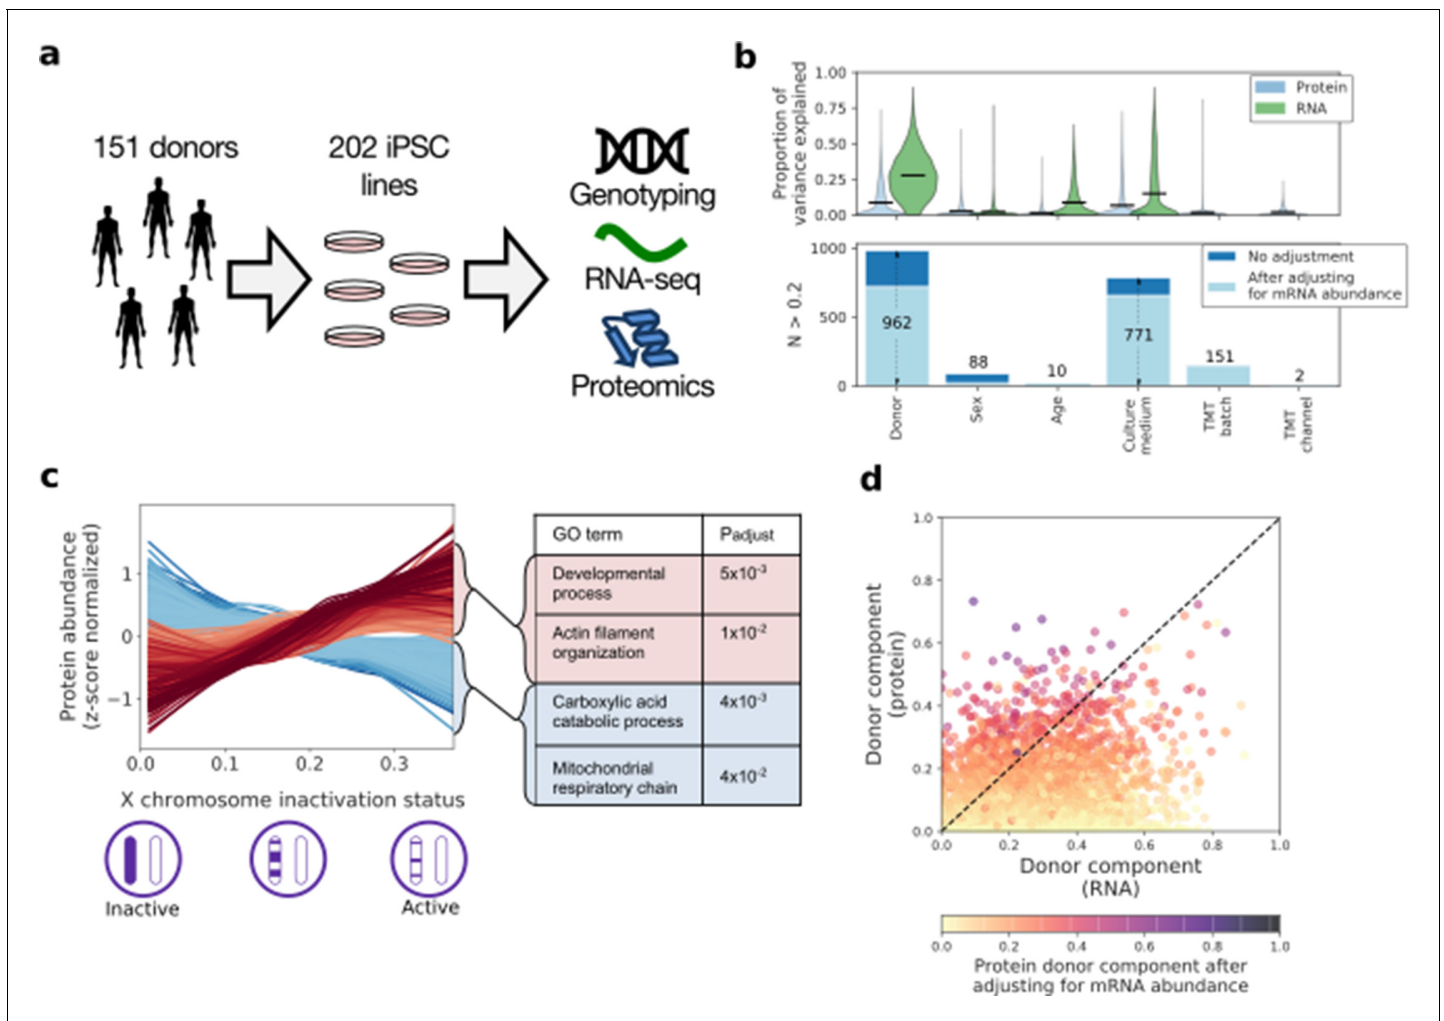 a
151 donors
202 iPSC
lines
Genotyping
RNA-seq
Proteomics
b
Proportion of
variance explained
1.00
0.75
0.50
0.25
0.00
Protein
RNA
N > 0.2
1000
500
0
No adjustment
After adjusting
for mRNA abundance
962
88
10
771
151
2
Donor
Sex
Age
Culture
medium
TMT
batch
TMT
channel
c
Protein abundance
(z-score normalized)
1
0
−1
0.0 0.1 0.2 0.3
X chromosome inactivation status
Inactive
Active
GO term Padjust
Developmental
process
5x10-3
Actin filament
organization
1x10-2
Carboxylic acid
catabolic process
4x10-3
Mitochondrial
respiratory chain
4x10-2
d
Donor component
(protein)
1.0
0.8
0.6
0.4
0.2
0.0
0.0 0.2 0.4 0.6 0.8 1.0
Donor component
(RNA)
0.0 0.2 0.4 0.6 0.8 1.0
Protein donor component after
adjusting for mRNA abundance